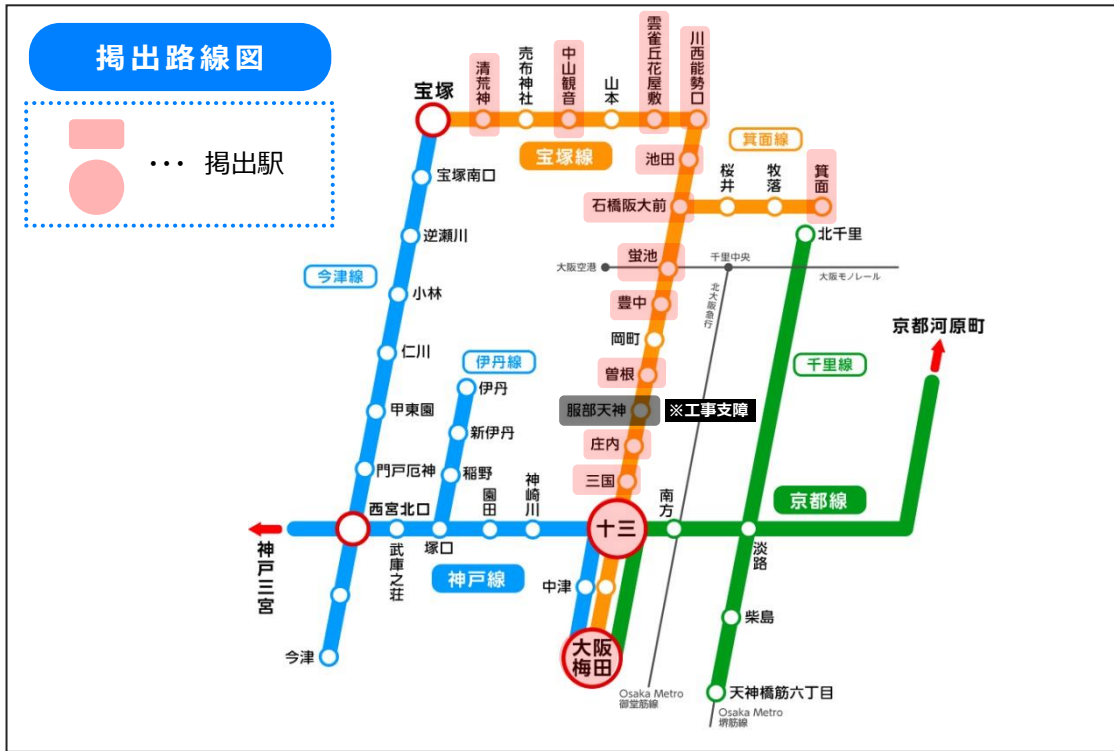 掲出路線図
… 掲出駅
宝塚
清荒神
売布神社
中山観音
山本
雲雀丘花屋敷
川西能勢口
宝塚線
箕面線
池田
桜井
牧落
箕面
石橋阪大前
宝塚南口
逆瀬川
今津線
小林
仁川
甲東園
門戸厄神
伊丹線
伊丹
新伊丹
稲野
大阪空港
蛍池
千里中央
大阪モノレール
北大阪急行
北千里
豊中
岡町
曽根
服部天神
※工事支障
庄内
三国
千里線
京都河原町
京都線
西宮北口
園田
神崎川
十三
南方
神戸三宮
武庫之荘
塚口
神戸線
淡路
中津
柴島
今津
大阪
梅田
Osaka Metro
御堂筋線
天神橋筋六丁目
Osaka Metro
堺筋線